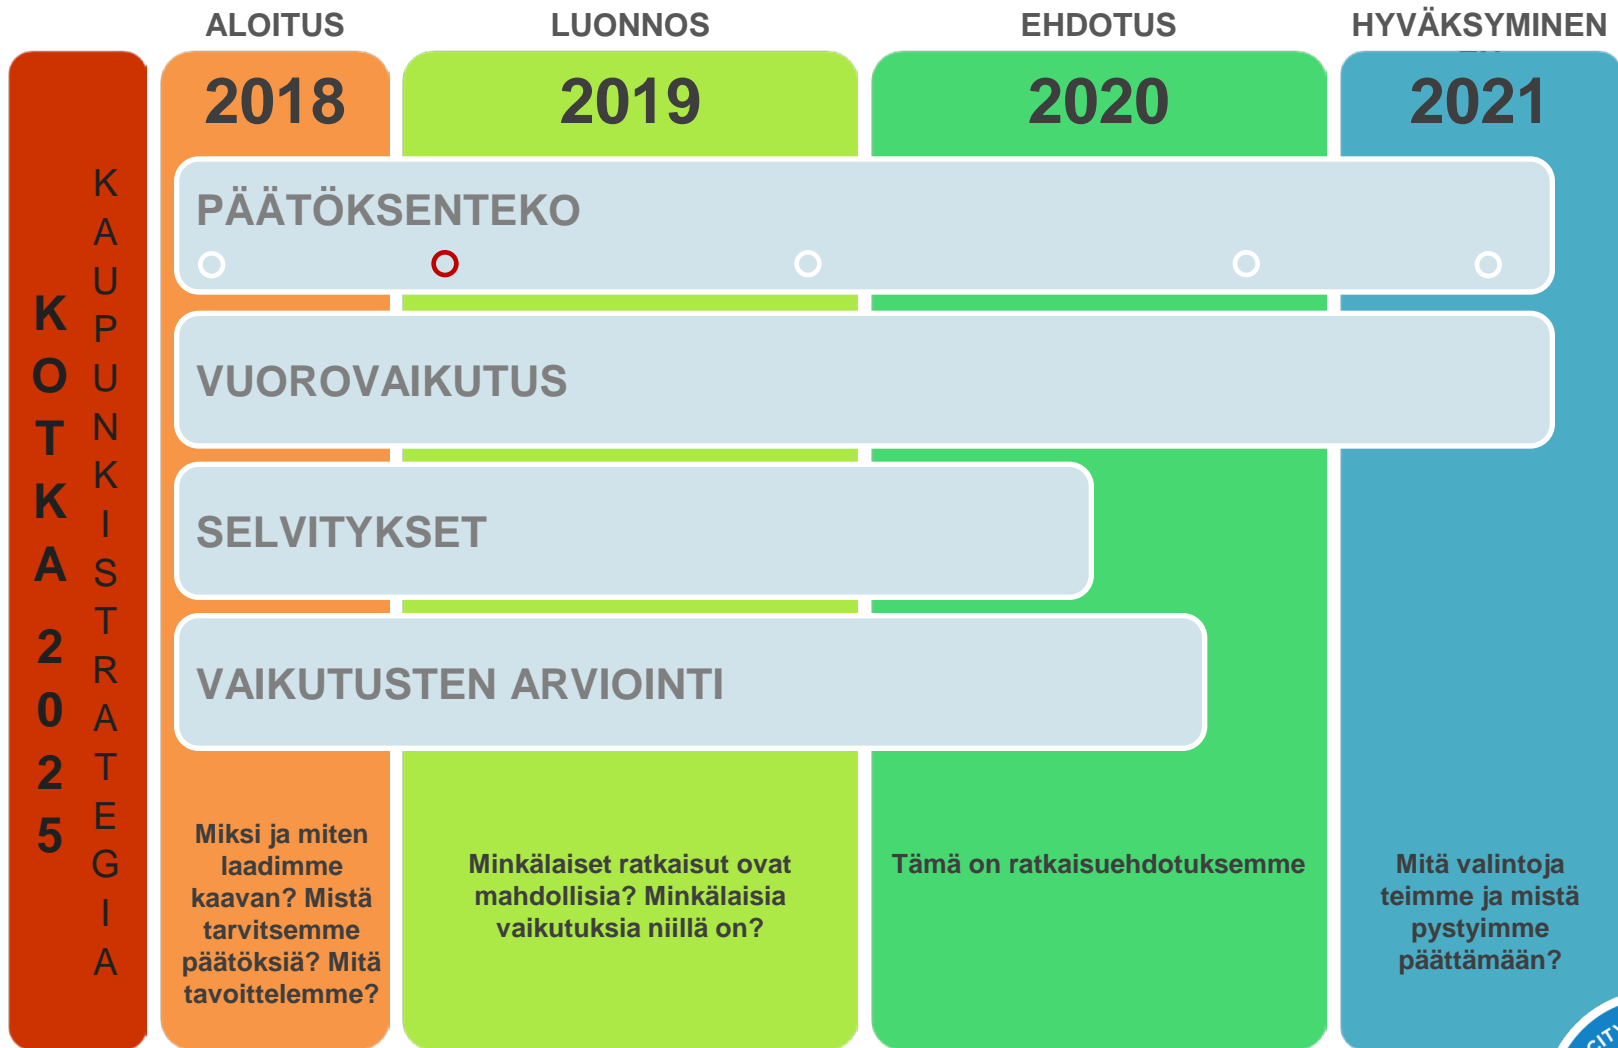 ALOITUS
LUONNOS
EHDOTUS
HYVÄKSYMINEN
2018
2019
2020
2021
KOTKA 2025
KAUPUNKISTRATEGIA
PÄÄTÖKSENTEKO
VUOROVAIKUTUS
SELVITYKSET
VAIKUTUSTEN ARVIOINTI
Miksi ja miten
laadimme
kaavan? Mistä
tarvitsemme
päätöksiä? Mitä
tavoittelemme?
Minkälaiset ratkaisut ovat
mahdollisia? Minkälaisia
vaikutuksia niillä on?
Tämä on ratkaisuehdotuksemme
Mitä valintoja
teimme ja mistä
pystyimme
päättämään?
CITY